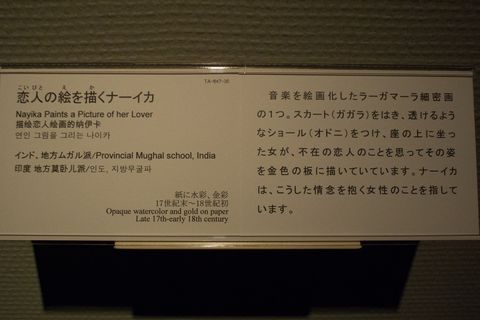 TA-847-35
こいびと え か
恋人の絵を描くナーイカ
Nayika Paints a Picture of her Lover
描绘恋人绘画的纳伊卡
연인 그림을 그리는 나이카
インド、地方ムガル派/Provincial Mughal school, India
印度 地方莫卧儿派/인도, 지방무굴파
紙に水彩、金彩
17世紀末～18世紀初
Opaque watercolor and gold on paper
Late 17th-early 18th century
音楽を絵画化したラーガマーラ細密画
の1つ。スカート（ガガラ）をはき、透けるよう
なショール（オドニ）をつけ、座の上に坐っ
た女が、不在の恋人のことを思ってその姿
を金色の板に描いていています。ナーイカ
は、こうした情念を抱く女性のことを指して
います。